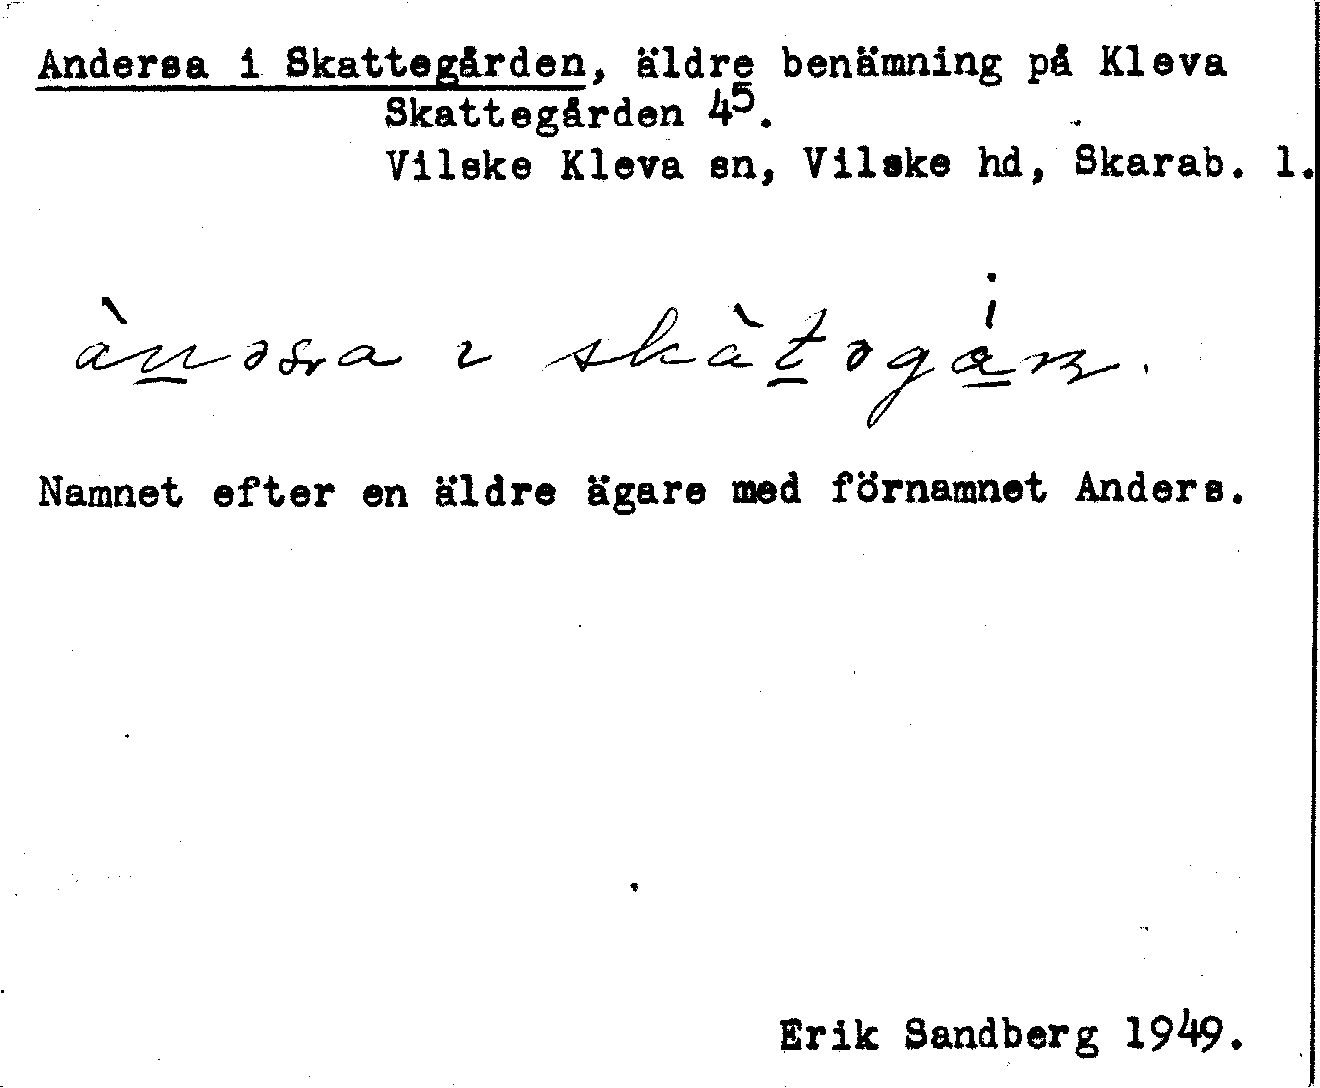 Andersa i Skattegården, äldre benämning på Kleva
Skattegården 4⁵.
Vilske Kleva sn, Vilske hd, Skarab. l.
Namnet efter en äldre ägare med förnamnet Anders.
Erik Sandberg 1949.